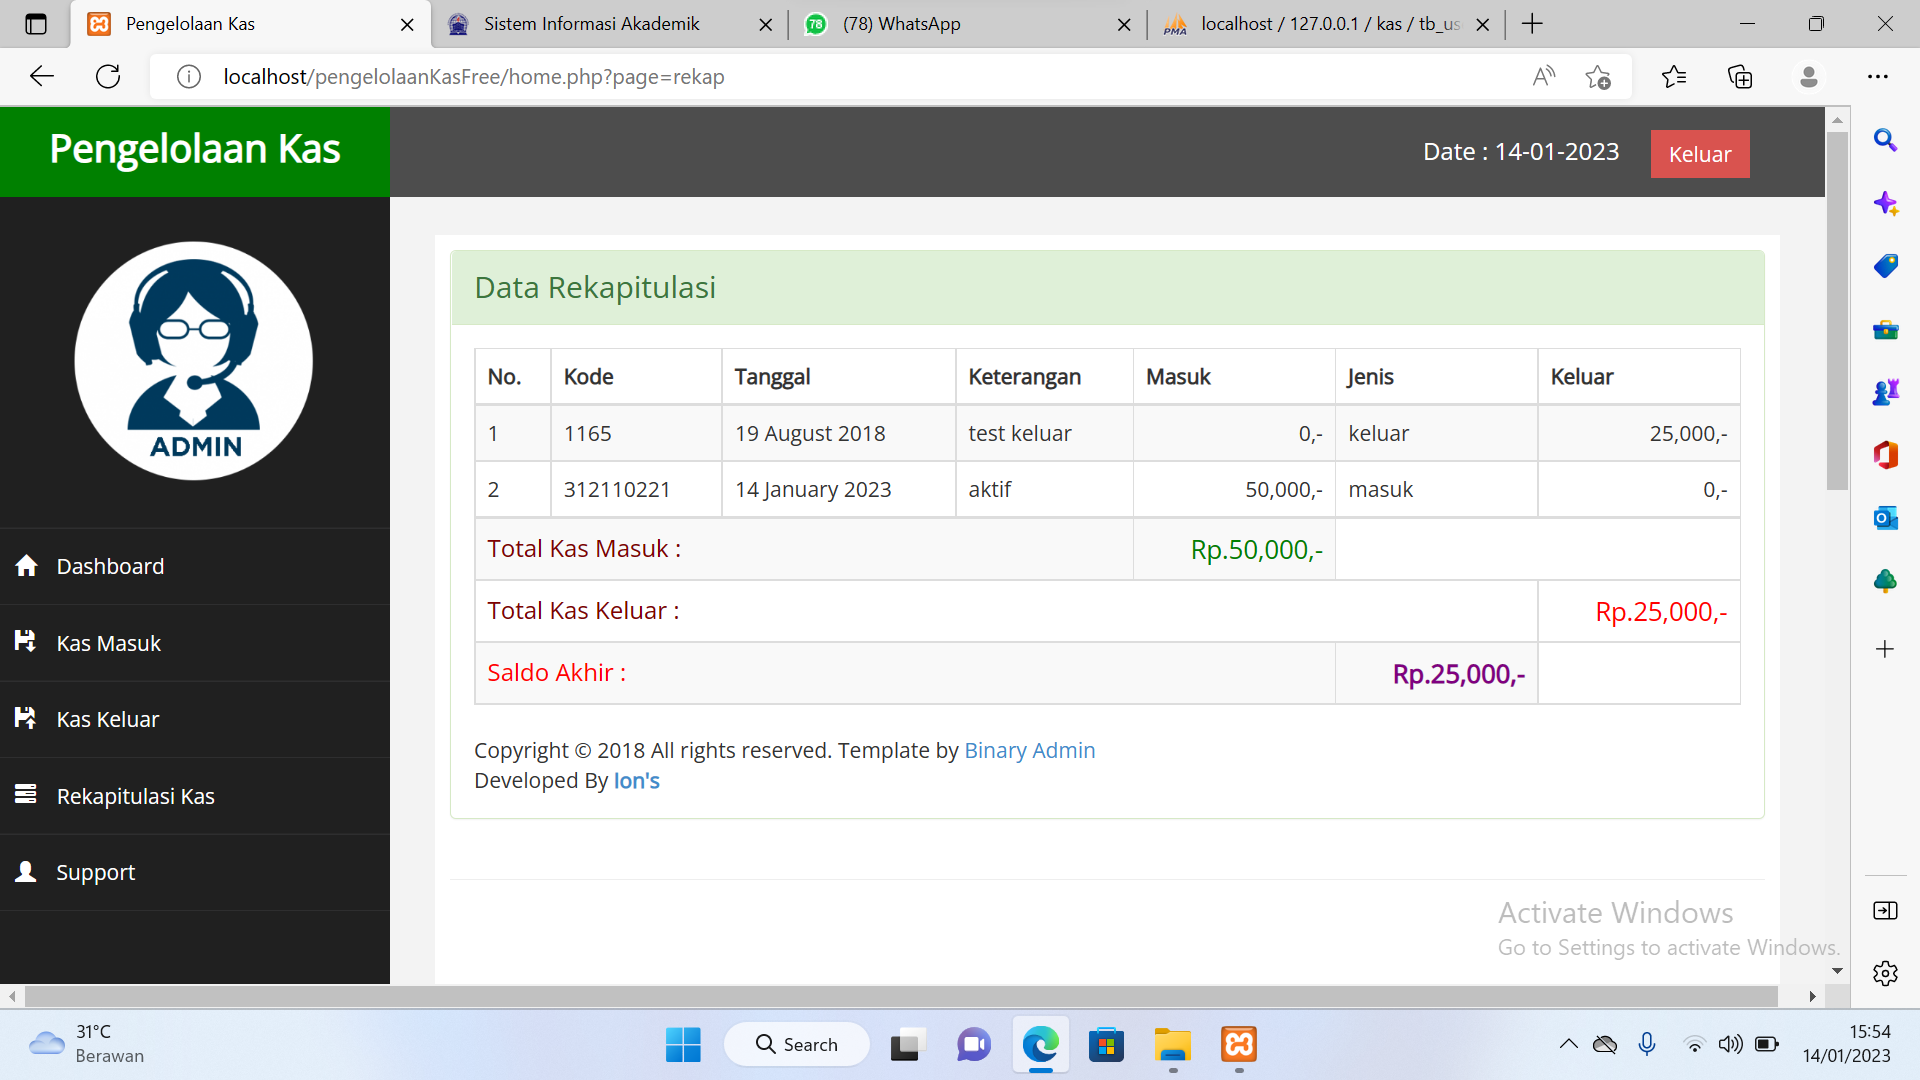 Pengelolaan Kas
Sistem Informasi Akademik
78
(78) WhatsApp
PMA
localhost / 127.0.0.1 / kas / tb_us
localhost/pengelolaanKasFree/home.php?page=rekap
Pengelolaan Kas
Date : 14-01-2023
Keluar
ADMIN
Dashboard
Kas Masuk
Kas Keluar
Rekapitulasi Kas
Support
Data Rekapitulasi
No. Kode Tanggal Keterangan Masuk Jenis Keluar
1 1165 19 August 2018 test keluar 0,- keluar 25,000,-
2 312110221 14 January 2023 aktif 50,000,- masuk 0,-
Total Kas Masuk : Rp.50,000,-
Total Kas Keluar : Rp.25,000,-
Saldo Akhir : Rp.25,000,-
Copyright © 2018 All rights reserved. Template by Binary Admin
Developed By Ion's
Activate Windows
Go to Settings to activate Windows.
31°C
Berawan
Search
15:54
14/01/2023